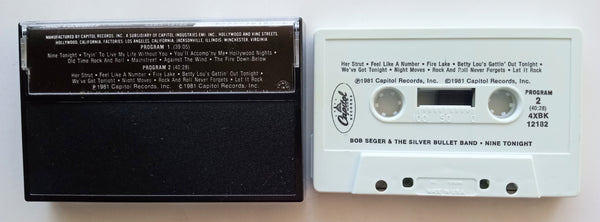 MANUFACTURED BY CAPITOL RECORDS, INC., A SUBSIDIARY OF CAPITOL INDUSTRIES-EMI, INC., HOLLYWOOD AND VINE STREETS,
HOLLYWOOD, CALIFORNIA. FACTORIES: LOS ANGELES, CALIFORNIA, JACKSONVILLE, ILLINOIS, WINCHESTER, VIRGINIA
PROGRAM 1 (39:05)
Nine Tonight • Tryin' To Live My Life Without You • You'll Accomp'ny Me • Hollywood Nights •
Old Time Rock And Roll • Mainstreet • Against The Wind • The Fire Down Below
PROGRAM 2 (40:28)
Her Strut • Feel Like A Number • Fire Lake • Betty Lou's Gettin' Out Tonight •
We've Got Tonight • Night Moves • Rock And Roll Never Forgets • Let It Rock
℗1981 Capitol Records, Inc. ©1981 Capitol Records, Inc.
Her Strut • Feel Like A Number • Fire Lake • Betty Lou's Gettin' Out Tonight •
We've Got Tonight • Night Moves • Rock And Roll Never Forgets • Let It Rock
℗1981 Capitol Records, Inc. ©1981 Capitol Records, Inc.
Capitol
PROGRAM
2
(40:28)
4XBK
12182
BOB SEGER & THE SILVER BULLET BAND • NINE TONIGHT